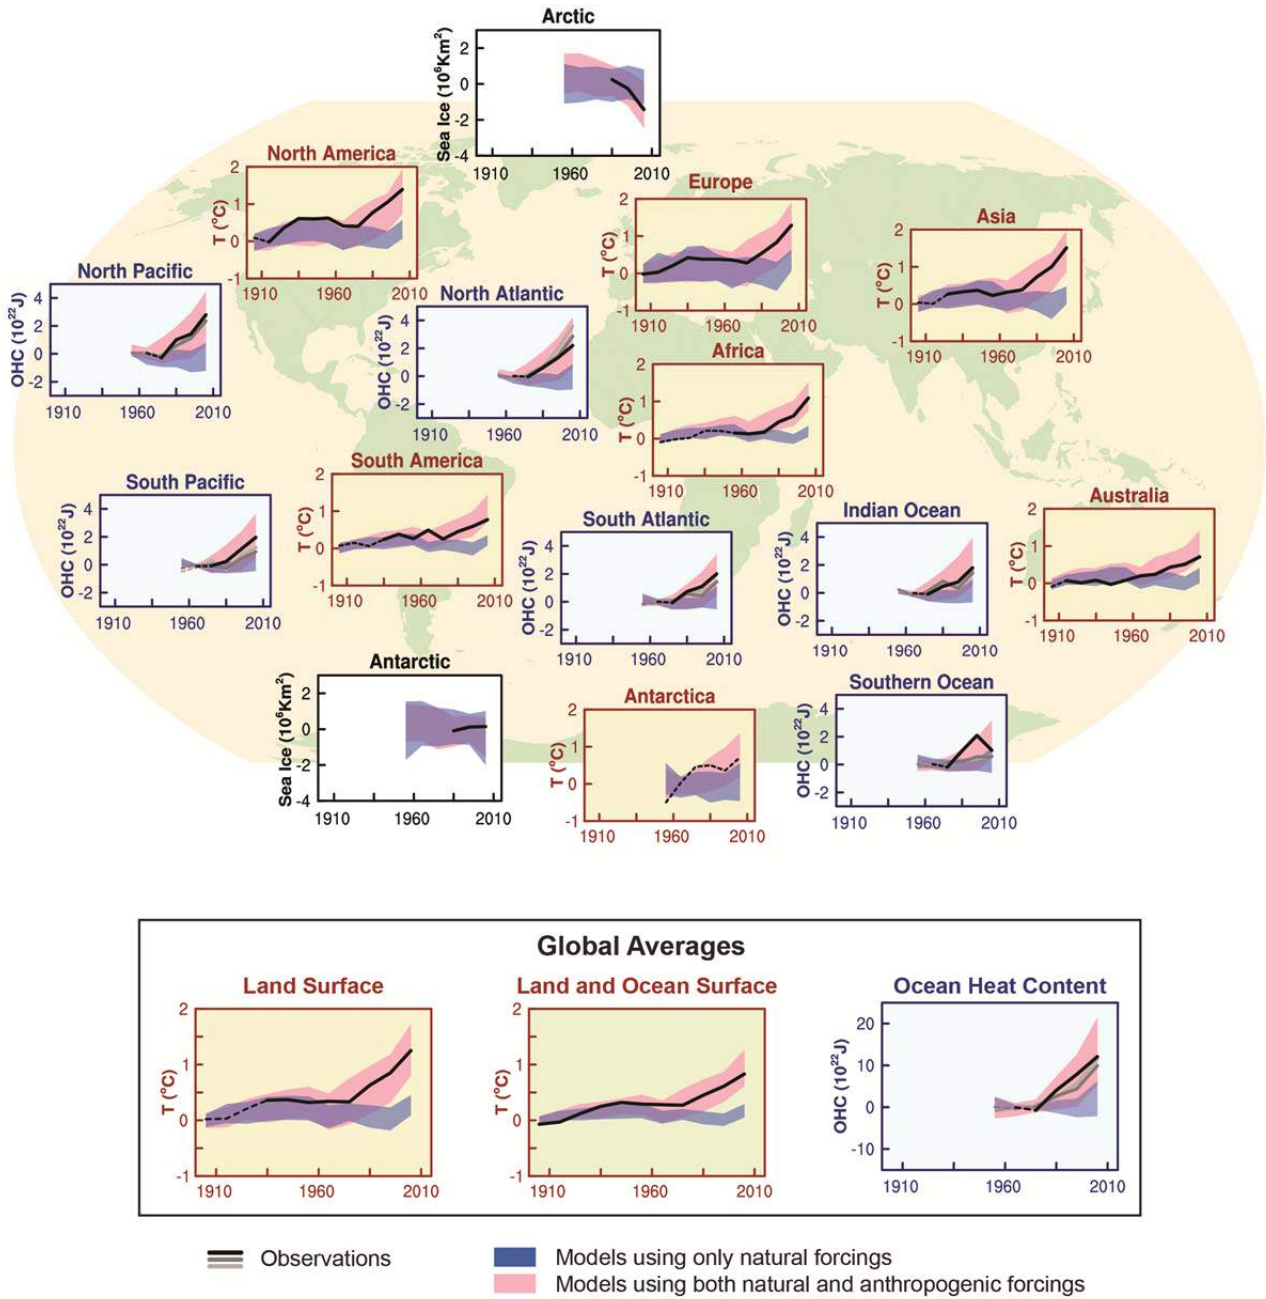 Arctic
Sea Ice (10⁶Km²)
2
0
-2
-4
1910 1960 2010
North America
T (°C)
2
1
0
-1
1910 1960 2010
Europe
T (°C)
2
1
0
-1
1910 1960 2010
Asia
T (°C)
2
1
0
-1
1910 1960 2010
North Pacific
OHC (10²²J)
4
2
0
-2
1910 1960 2010
North Atlantic
OHC (10²²J)
4
2
0
-2
1910 1960 2010
Africa
T (°C)
2
1
0
-1
1910 1960 2010
South America
T (°C)
2
1
0
-1
1910 1960 2010
South Pacific
OHC (10²²J)
4
2
0
-2
1910 1960 2010
South Atlantic
OHC (10²²J)
4
2
0
-2
1910 1960 2010
Indian Ocean
OHC (10²²J)
4
2
0
-2
1910 1960 2010
Australia
T (°C)
2
1
0
-1
1910 1960 2010
Antarctic
Sea Ice (10⁶Km²)
2
0
-2
-4
1910 1960 2010
Antarctica
T (°C)
2
1
0
-1
1910 1960 2010
Southern Ocean
OHC (10²²J)
4
2
0
-2
1910 1960 2010
Global Averages
Land Surface
T (°C)
2
1
0
-1
1910 1960 2010
Land and Ocean Surface
T (°C)
2
1
0
-1
1910 1960 2010
Ocean Heat Content
OHC (10²²J)
20
10
0
-10
1910 1960 2010
Observations
Models using only natural forcings
Models using both natural and anthropogenic forcings